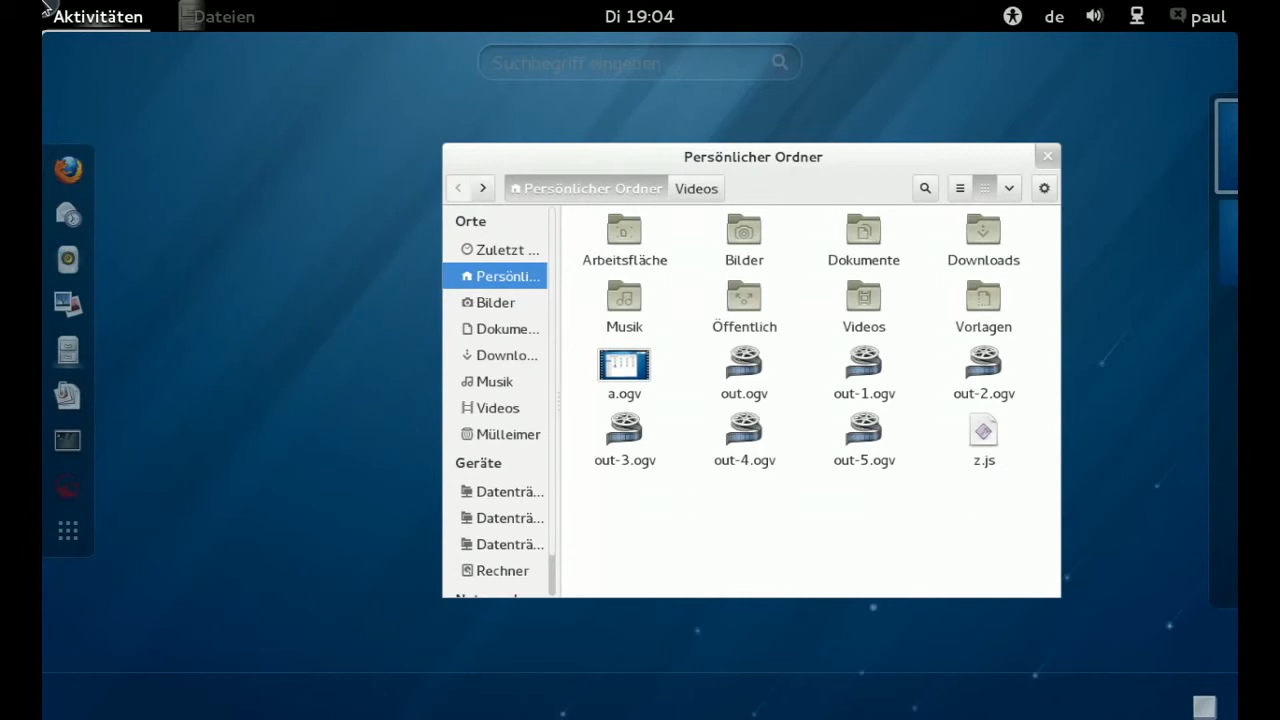 Aktivitäten Dateien Di 19:04 de paul
Suchbegriff eingeben ...
Persönlicher Ordner
Persönlicher Ordner Videos
Orte
Zuletzt ...
Persönli...
Bilder
Dokume...
Downlo...
Musik
Videos
Mülleimer
Geräte
Datenträ...
Datenträ...
Datenträ...
Rechner
Arbeitsfläche Bilder Dokumente Downloads
Musik Öffentlich Videos Vorlagen
a.ogv out.ogv out-1.ogv out-2.ogv
out-3.ogv out-4.ogv out-5.ogv z.js